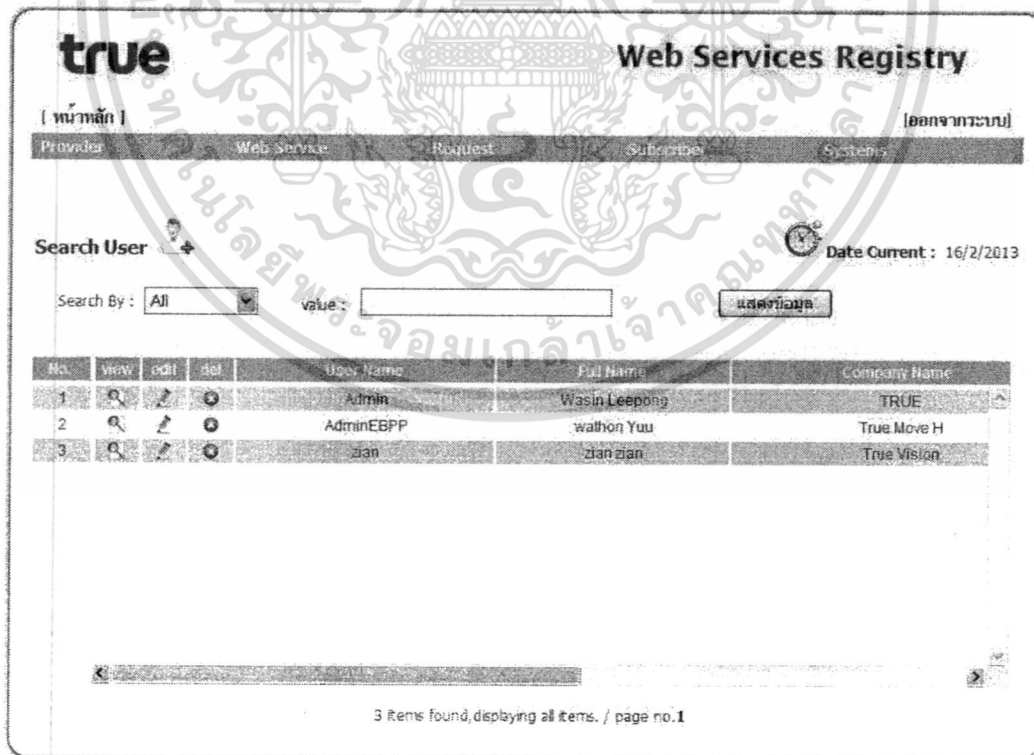 true
Web Services Registry
[ หน้าหลัก ]
[ออกจากระบบ]
Provider Web Service Request Subscriber Systems
Search User
Date Current : 16/2/2013
Search By : All value : แสดงข้อมูล
No. view edit del User Name Full Name Company Name
1 Admin Wasin Leepong TRUE
2 AdminEBPP wathon Yuu True Move H
3 zian zian zian True Vision
3 items found,displaying all items. / page no.1